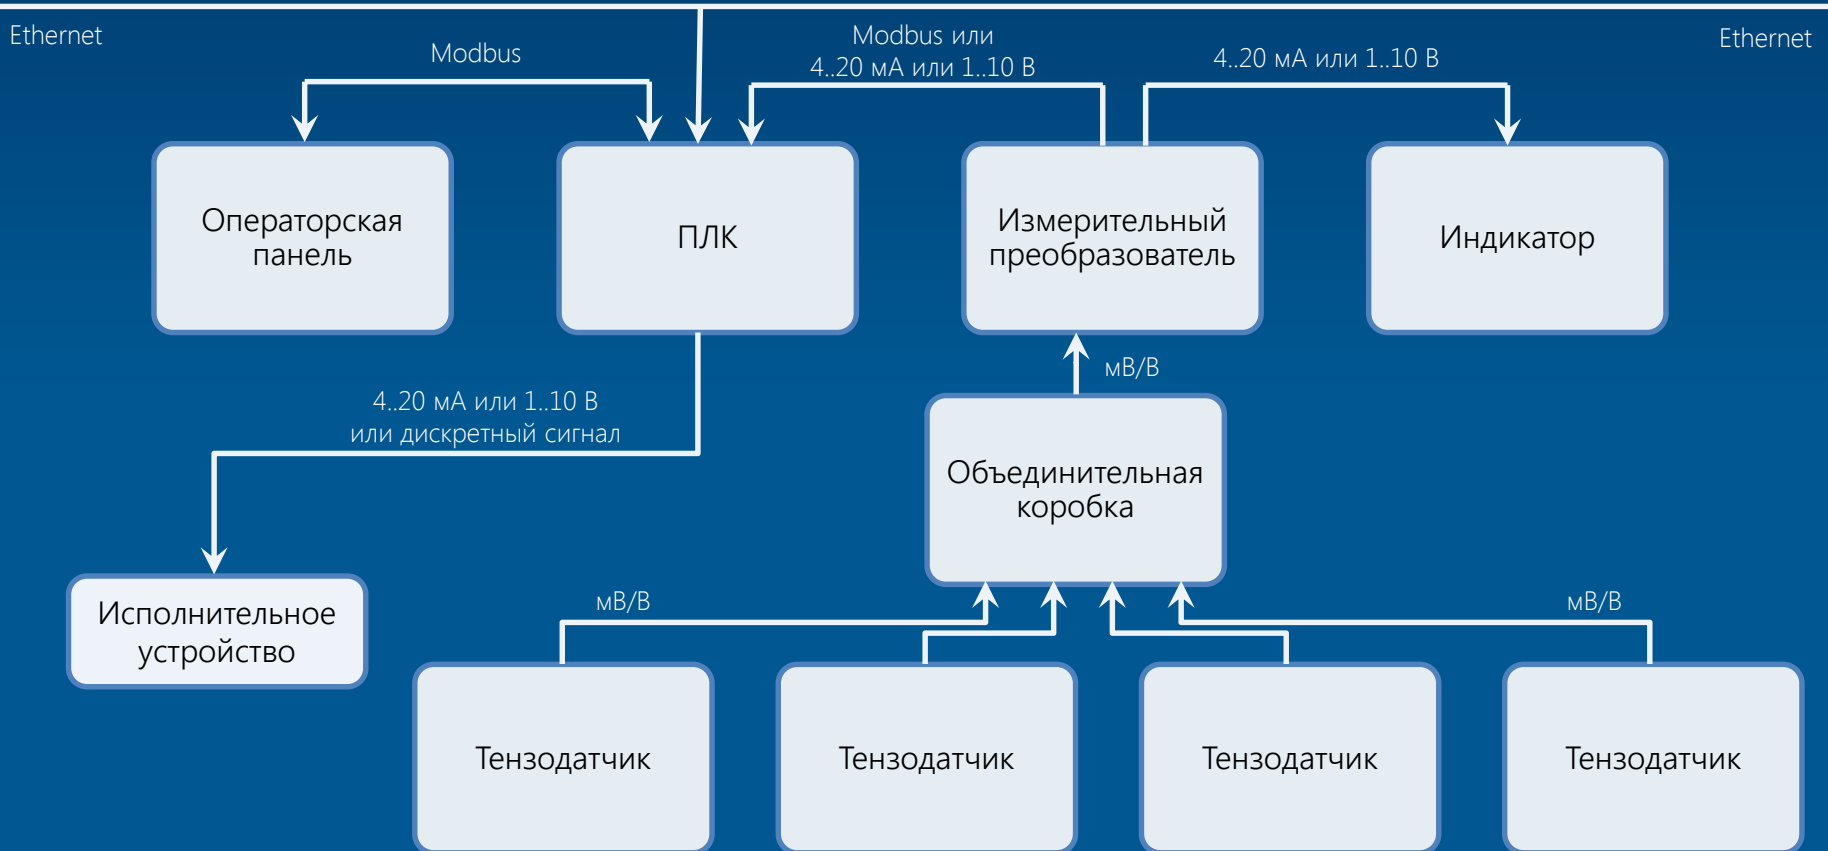 Ethernet
Modbus
Modbus или
4..20 мА или 1..10 В
4..20 мА или 1..10 В
Ethernet
Операторская
панель
ПЛК
Измерительный
преобразователь
Индикатор
мВ/В
4..20 мА или 1..10 В
или дискретный сигнал
Объединительная
коробка
Исполнительное
устройство
мВ/В
мВ/В
Тензодатчик
Тензодатчик
Тензодатчик
Тензодатчик